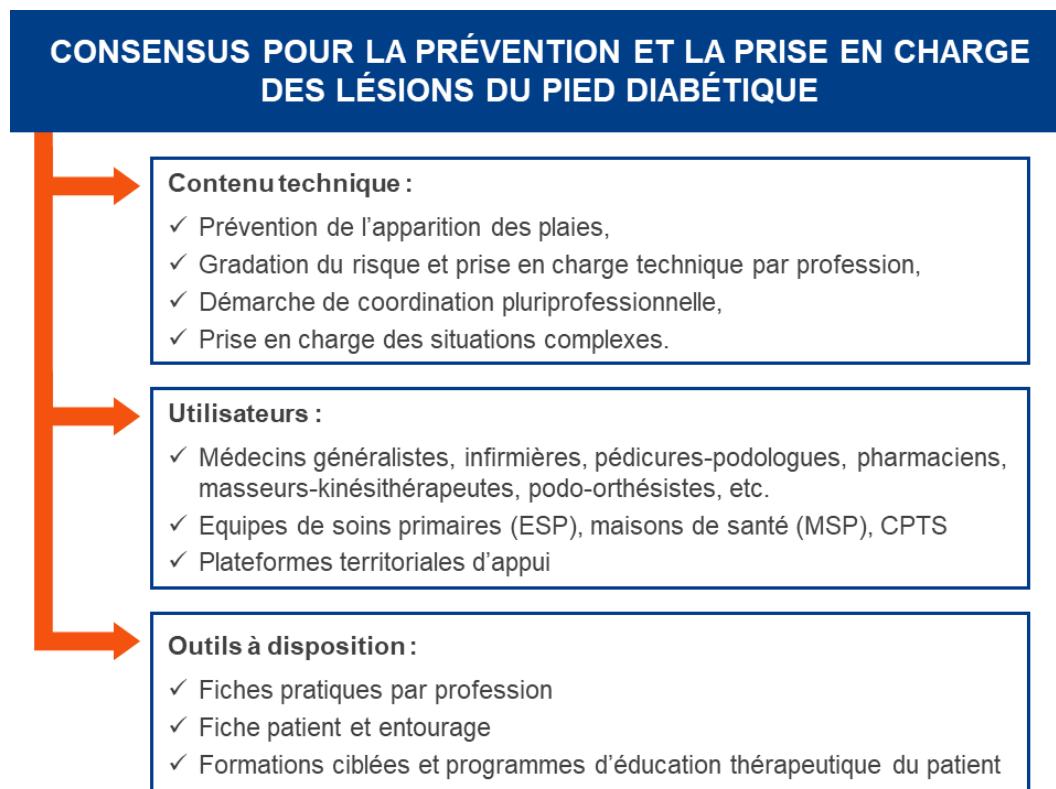 CONSENSUS POUR LA PRÉVENTION ET LA PRISE EN CHARGE
DES LÉSIONS DU PIED DIABÉTIQUE
Contenu technique :
✓ Prévention de l’apparition des plaies,
✓ Gradation du risque et prise en charge technique par profession,
✓ Démarche de coordination pluriprofessionnelle,
✓ Prise en charge des situations complexes.
Utilisateurs :
✓ Médecins généralistes, infirmières, pédicures-podologues, pharmaciens,
masseurs-kinésithérapeutes, podo-orthésistes, etc.
✓ Equipes de soins primaires (ESP), maisons de santé (MSP), CPTS
✓ Plateformes territoriales d’appui
Outils à disposition :
✓ Fiches pratiques par profession
✓ Fiche patient et entourage
✓ Formations ciblées et programmes d’éducation thérapeutique du patient